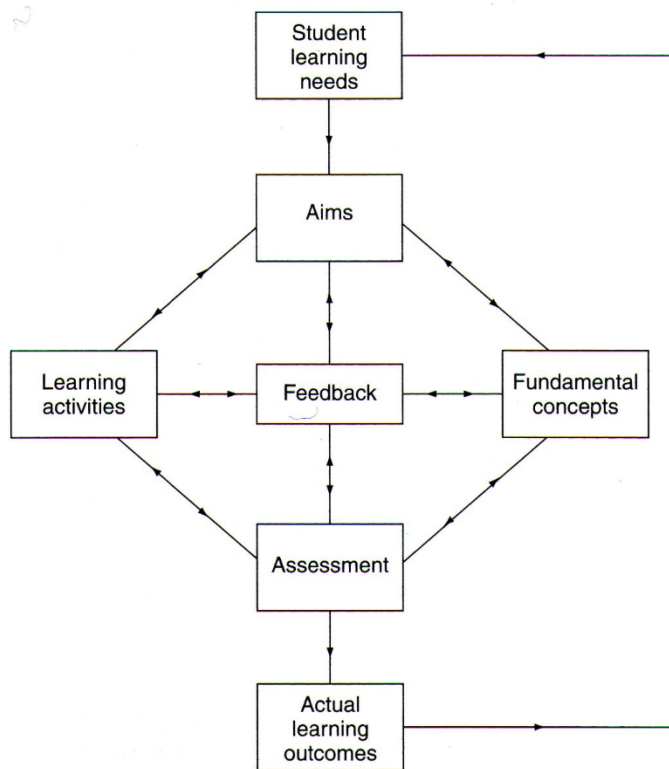 Student
learning
needs
Aims
Learning
activities
Feedback
Fundamental
concepts
Assessment
Actual
learning
outcomes